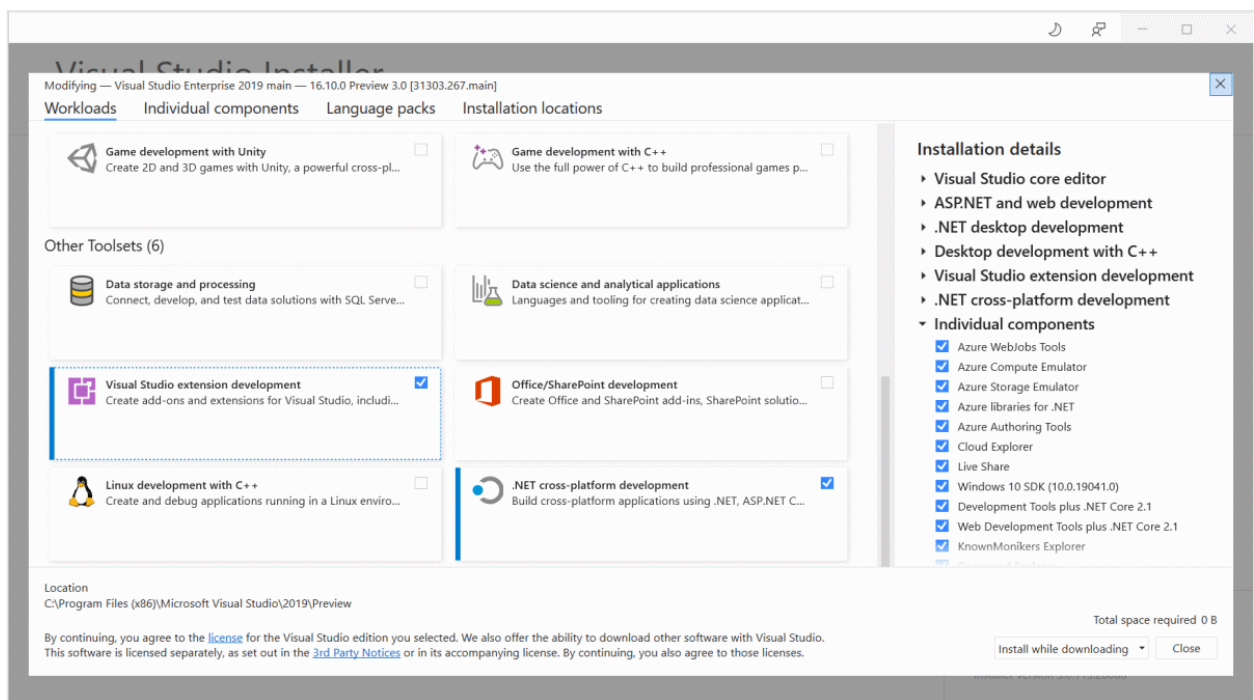 Visual Studio Installer
Modifying — Visual Studio Enterprise 2019 main — 16.10.0 Preview 3.0 [31303.267.main]
Workloads
Individual components
Language packs
Installation locations
Game development with Unity
Create 2D and 3D games with Unity, a powerful cross-pl...
Game development with C++
Use the full power of C++ to build professional games p...
Other Toolsets (6)
Data storage and processing
Connect, develop, and test data solutions with SQL Serve...
Data science and analytical applications
Languages and tooling for creating data science applicat...
Visual Studio extension development
Create add-ons and extensions for Visual Studio, includi...
Office/SharePoint development
Create Office and SharePoint add-ins, SharePoint solutio...
Linux development with C++
Create and debug applications running in a Linux enviro...
.NET cross-platform development
Build cross-platform applications using .NET, ASP.NET C...
Installation details
Visual Studio core editor
ASP.NET and web development
.NET desktop development
Desktop development with C++
Visual Studio extension development
.NET cross-platform development
Individual components
Azure WebJobs Tools
Azure Compute Emulator
Azure Storage Emulator
Azure libraries for .NET
Azure Authoring Tools
Cloud Explorer
Live Share
Windows 10 SDK (10.0.19041.0)
Development Tools plus .NET Core 2.1
Web Development Tools plus .NET Core 2.1
KnownMonikers Explorer
Location
C:\Program Files (x86)\Microsoft Visual Studio\2019\Preview
By continuing, you agree to the license for the Visual Studio edition you selected. We also offer the ability to download other software with Visual Studio.
This software is licensed separately, as set out in the 3rd Party Notices or in its accompanying license. By continuing, you also agree to those licenses.
Total space required 0 B
Install while downloading
Close